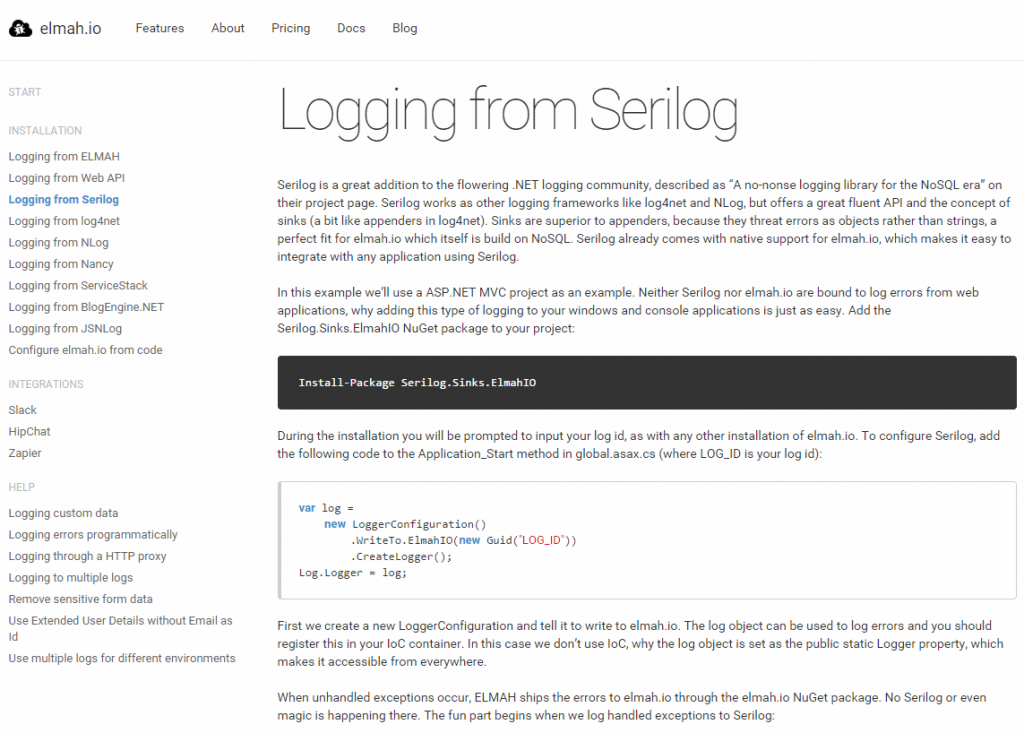 elmah.io
Features
About
Pricing
Docs
Blog
START
INSTALLATION
Logging from ELMAH
Logging from Web API
Logging from Serilog
Logging from log4net
Logging from NLog
Logging from Nancy
Logging from ServiceStack
Logging from BlogEngine.NET
Logging from JSNLog
Configure elmah.io from code
INTEGRATIONS
Slack
HipChat
Zapier
HELP
Logging custom data
Logging errors programmatically
Logging through a HTTP proxy
Logging to multiple logs
Remove sensitive form data
Use Extended User Details without Email as
Id
Use multiple logs for different environments
Logging from Serilog
Serilog is a great addition to the flowering .NET logging community, described as “A no-nonse logging library for the NoSQL era” on
their project page. Serilog works as other logging frameworks like log4net and NLog, but offers a great fluent API and the concept of
sinks (a bit like appenders in log4net). Sinks are superior to appenders, because they threat errors as objects rather than strings, a
perfect fit for elmah.io which itself is build on NoSQL. Serilog already comes with native support for elmah.io, which makes it easy to
integrate with any application using Serilog.
In this example we’ll use a ASP.NET MVC project as an example. Neither Serilog nor elmah.io are bound to log errors from web
applications, why adding this type of logging to your windows and console applications is just as easy. Add the
Serilog.Sinks.ElmahIO NuGet package to your project:
Install-Package Serilog.Sinks.ElmahIO
During the installation you will be prompted to input your log id, as with any other installation of elmah.io. To configure Serilog, add
the following code to the Application_Start method in global.asax.cs (where LOG_ID is your log id):
var log =
    new LoggerConfiguration()
        .WriteTo.ElmahIO(new Guid("LOG_ID"))
        .CreateLogger();
Log.Logger = log;
First we create a new LoggerConfiguration and tell it to write to elmah.io. The log object can be used to log errors and you should
register this in your IoC container. In this case we don’t use IoC, why the log object is set as the public static Logger property, which
makes it accessible from everywhere.
When unhandled exceptions occur, ELMAH ships the errors to elmah.io through the elmah.io NuGet package. No Serilog or even
magic is happening there. The fun part begins when we log handled exceptions to Serilog: